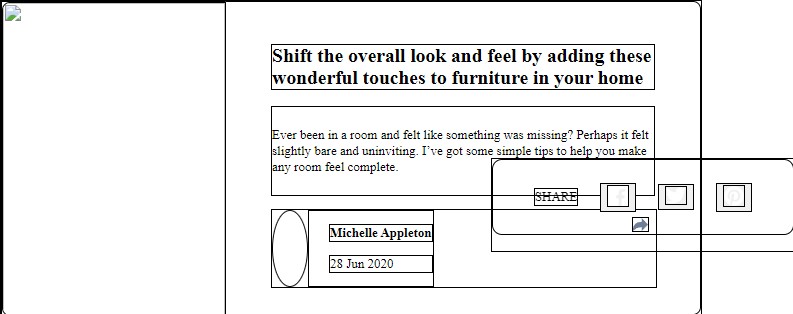 Shift the overall look and feel by adding these
wonderful touches to furniture in your home
Ever been in a room and felt like something was missing? Perhaps it felt
slightly bare and uninviting. I’ve got some simple tips to help you make
any room feel complete.
SHARE
Michelle Appleton
28 Jun 2020